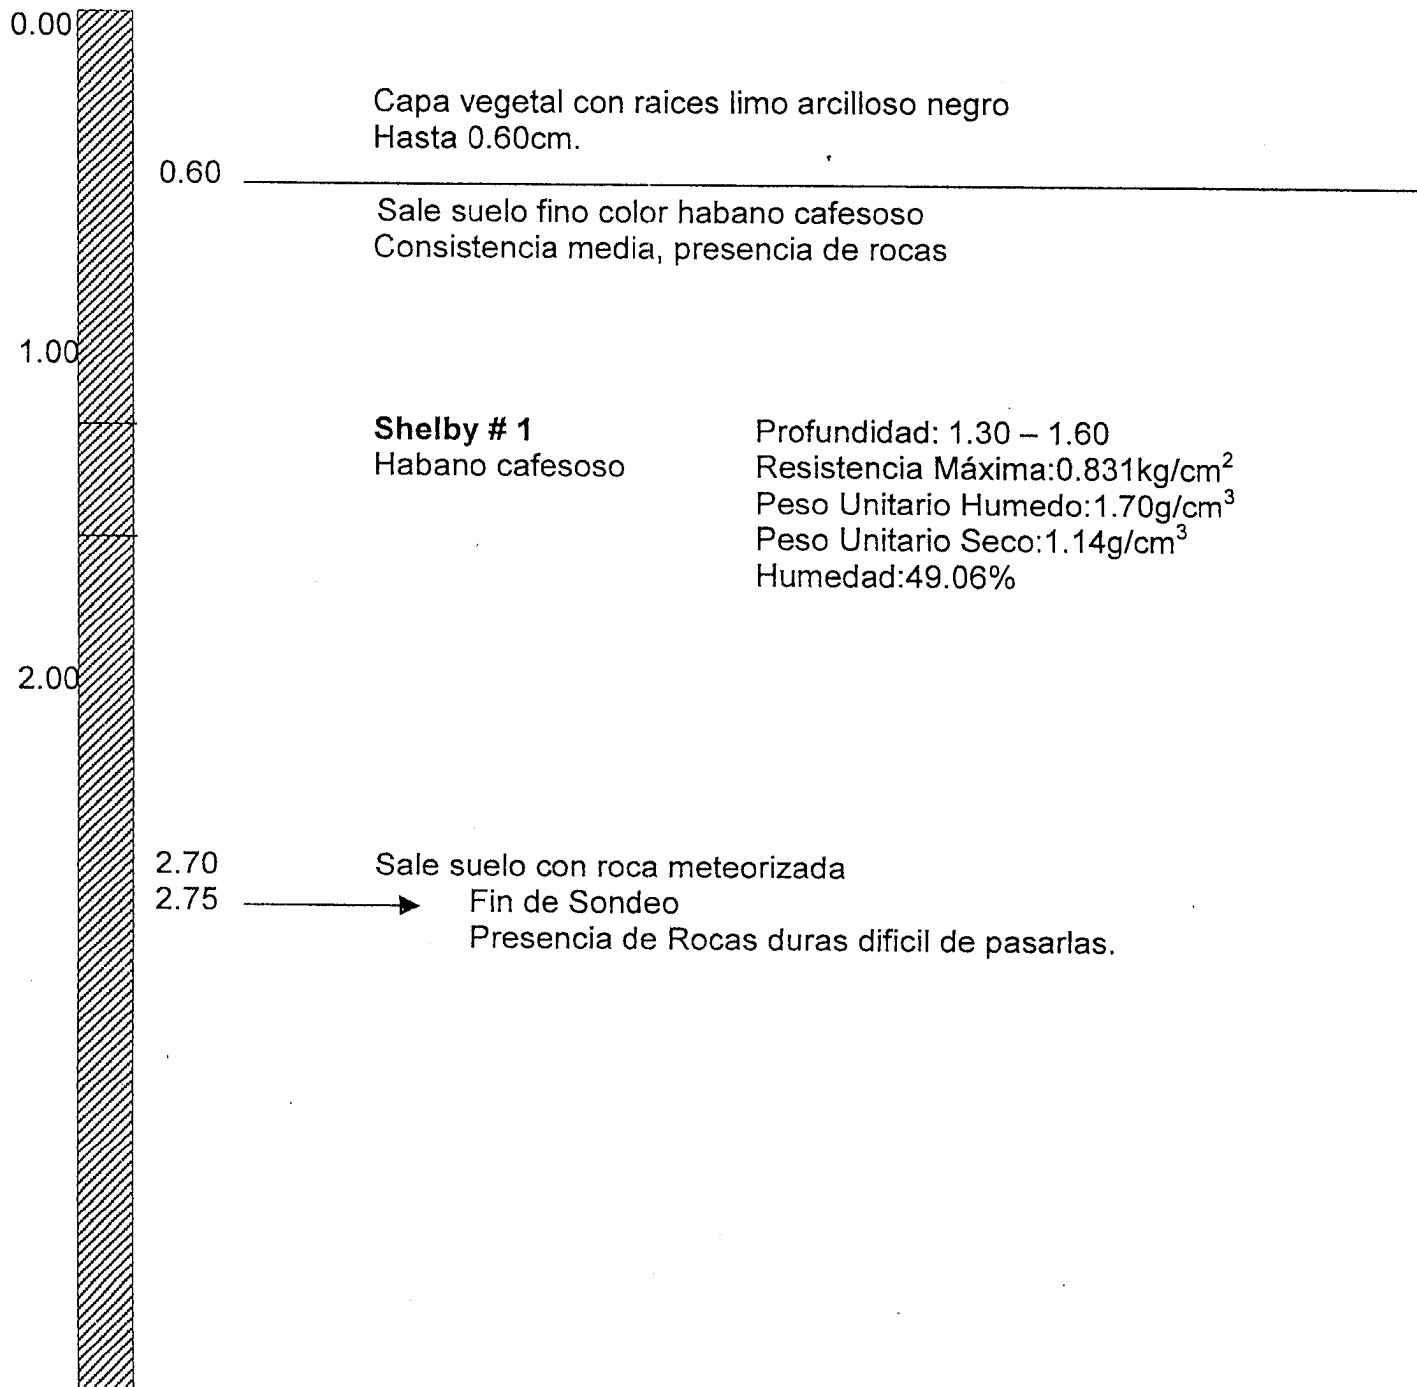 0.00
Capa vegetal con raices limo arcilloso negro
Hasta 0.60cm.
0.60
Sale suelo fino color habano cafesoso
Consistencia media, presencia de rocas
1.00
Shelby # 1
Habano cafesoso
Profundidad: 1.30 – 1.60
Resistencia Máxima:0.831kg/cm²
Peso Unitario Humedo:1.70g/cm³
Peso Unitario Seco:1.14g/cm³
Humedad:49.06%
2.00
2.70 Sale suelo con roca meteorizada
2.75 Fin de Sondeo
Presencia de Rocas duras dificil de pasarlas.